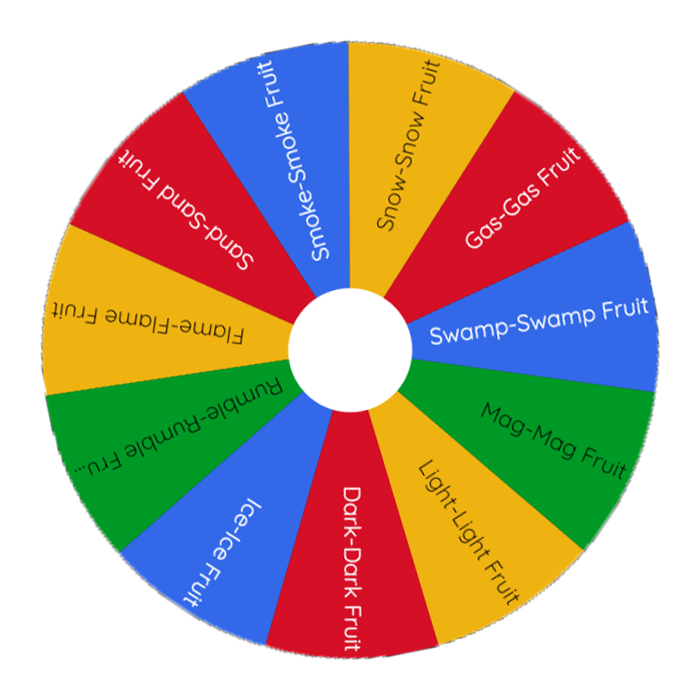 Snow-Snow Fruit
Gas-Gas Fruit
Swamp-Swamp Fruit
Mag-Mag Fruit
Light-Light Fruit
Dark-Dark Fruit
Ice-Ice Fruit
Rumble-Rumble Fru...
Flame-Flame Fruit
Sand-Sand Fruit
Smoke-Smoke Fruit